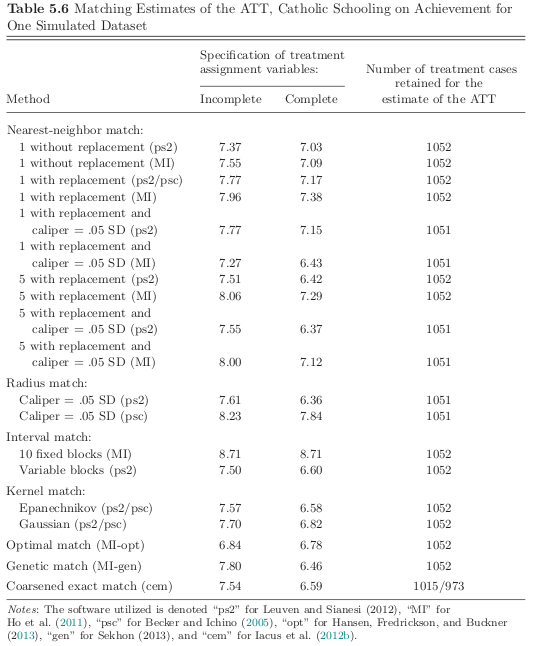 Table 5.6 Matching Estimates of the ATT, Catholic Schooling on Achievement for
One Simulated Dataset
Specification of treatment
assignment variables:
Number of treatment cases
retained for the
Method Incomplete Complete estimate of the ATT
Nearest-neighbor match:
1 without replacement (ps2) 7.37 7.03 1052
1 without replacement (MI) 7.55 7.09 1052
1 with replacement (ps2/psc) 7.77 7.17 1052
1 with replacement (MI) 7.96 7.38 1052
1 with replacement and
caliper = .05 SD (ps2) 7.77 7.15 1051
1 with replacement and
caliper = .05 SD (MI) 7.27 6.43 1051
5 with replacement (ps2) 7.51 6.42 1052
5 with replacement (MI) 8.06 7.29 1052
5 with replacement and
caliper = .05 SD (ps2) 7.55 6.37 1051
5 with replacement and
caliper = .05 SD (MI) 8.00 7.12 1051
Radius match:
Caliper = .05 SD (ps2) 7.61 6.36 1051
Caliper = .05 SD (psc) 8.23 7.84 1051
Interval match:
10 fixed blocks (MI) 8.71 8.71 1052
Variable blocks (ps2) 7.50 6.60 1052
Kernel match:
Epanechnikov (ps2/psc) 7.57 6.58 1052
Gaussian (ps2/psc) 7.70 6.82 1052
Optimal match (MI-opt) 6.84 6.78 1052
Genetic match (MI-gen) 7.80 6.46 1052
Coarsened exact match (cem) 7.54 6.59 1015/973
Notes: The software utilized is denoted “ps2” for Leuven and Sianesi (2012), “MI” for
Ho et al. (2011), “psc” for Becker and Ichino (2005), “opt” for Hansen, Fredrickson, and Buckner
(2013), “gen” for Sekhon (2013), and “cem” for Iacus et al. (2012b).